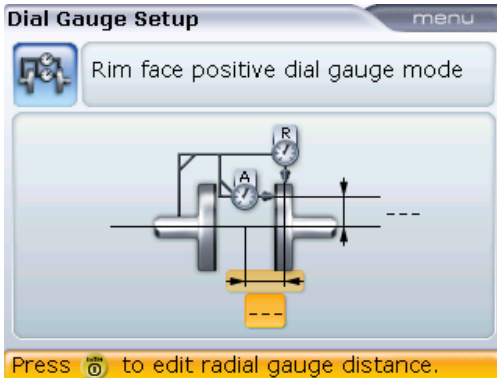 Dial Gauge Setup
menu
Rim face positive dial gauge mode
R
A
---
---
Press to edit radial gauge distance.